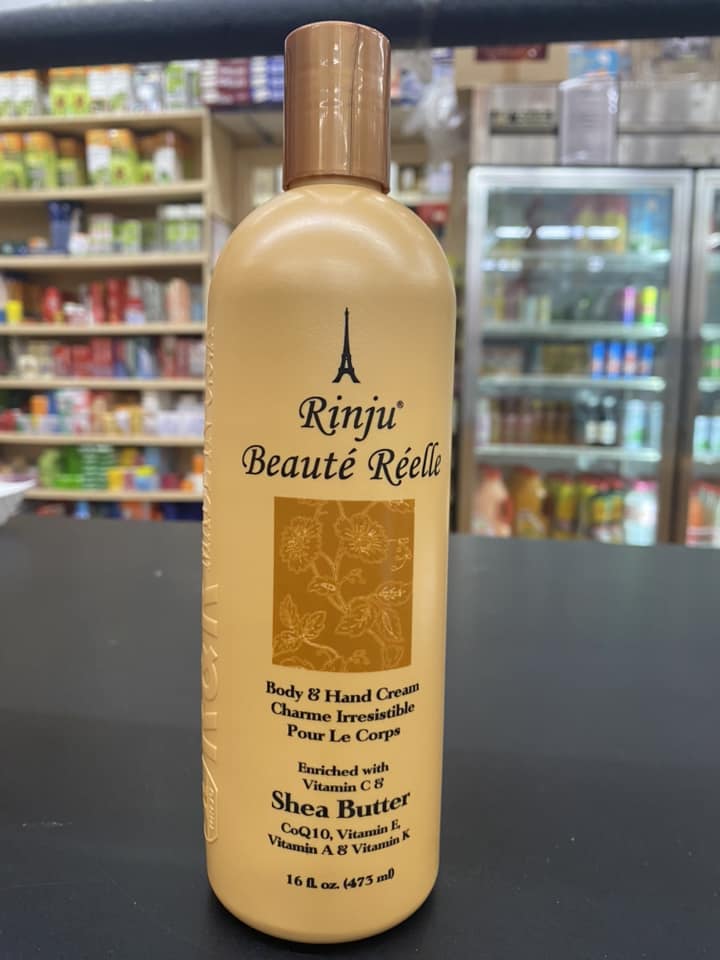 Rinju®
Beauté Réelle
Body & Hand Cream
Charme Irresistible
Pour Le Corps
Enriched with
Vitamin C &
Shea Butter
CoQ10, Vitamin E,
Vitamin A & Vitamin K
16 fl. oz. (473 ml)